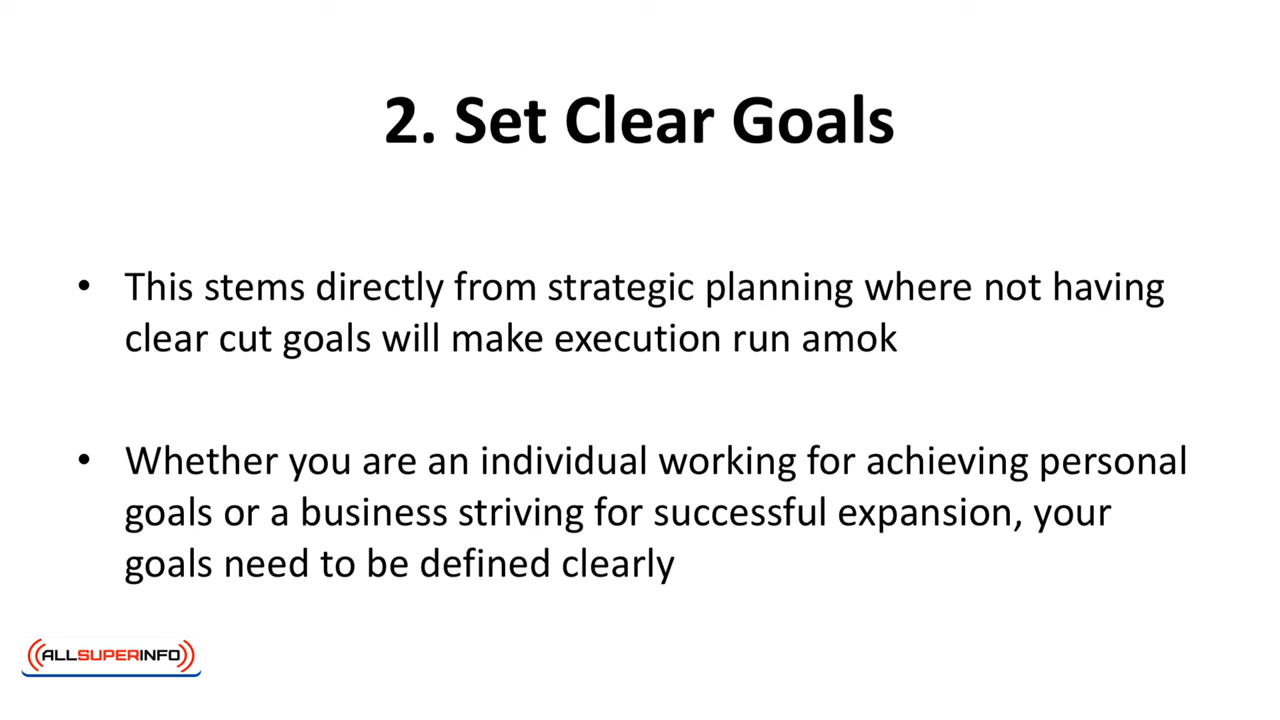 2. Set Clear Goals
• This stems directly from strategic planning where not having
clear cut goals will make execution run amok
• Whether you are an individual working for achieving personal
goals or a business striving for successful expansion, your
goals need to be defined clearly
ALLSUPERINFO